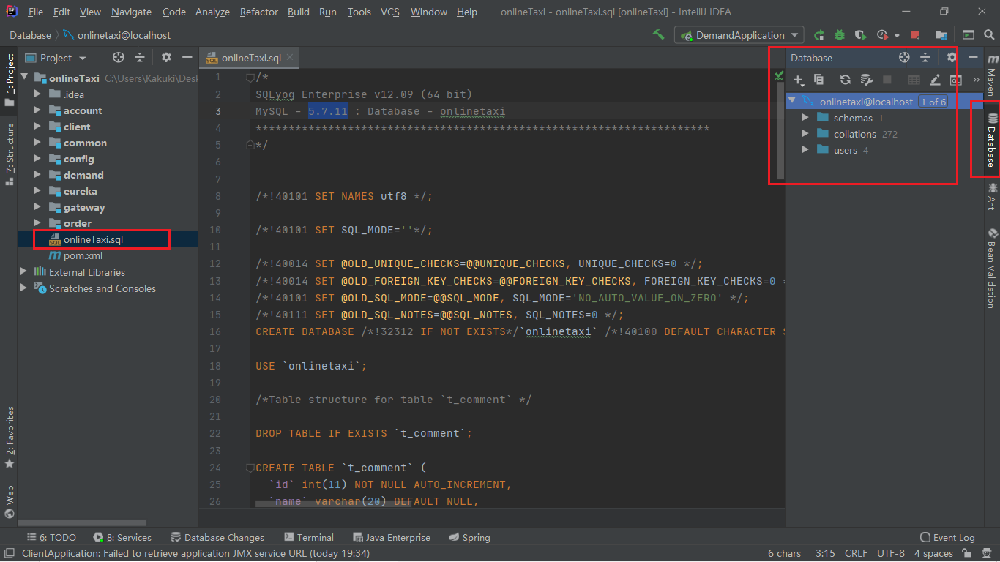 File Edit View Navigate Code Analyze Refactor Build Run Tools VCS Window Help onlineTaxi - onlineTaxi.sql [onlineTaxi] - IntelliJ IDEA
Database onlinetaxi@localhost DemandApplication
1: Project
7: Structure
2: Favorites
Web
Project
onlineTaxi C:\Users\Kakuki\Desk
.idea
account
client
common
config
demand
eureka
gateway
order
onlineTaxi.sql
pom.xml
External Libraries
Scratches and Consoles
onlineTaxi.sql
1 /*
2 SQLyog Enterprise v12.09 (64 bit)
3 MySQL - 5.7.11 : Database - onlinetaxi
4 *********************************************************************
5 */
6
7
8 /*!40101 SET NAMES utf8 */;
9
10 /*!40101 SET SQL_MODE=''*/;
11
12 /*!40014 SET @OLD_UNIQUE_CHECKS=@@UNIQUE_CHECKS, UNIQUE_CHECKS=0 */;
13 /*!40014 SET @OLD_FOREIGN_KEY_CHECKS=@@FOREIGN_KEY_CHECKS, FOREIGN_KEY_CHECKS=0 *
14 /*!40101 SET @OLD_SQL_MODE=@@SQL_MODE, SQL_MODE='NO_AUTO_VALUE_ON_ZERO' */;
15 /*!40111 SET @OLD_SQL_NOTES=@@SQL_NOTES, SQL_NOTES=0 */;
16 CREATE DATABASE /*!32312 IF NOT EXISTS*/`onlinetaxi` /*!40100 DEFAULT CHARACTER S
17
18 USE `onlinetaxi`;
19
20 /*Table structure for table `t_comment` */
21
22 DROP TABLE IF EXISTS `t_comment`;
23
24 CREATE TABLE `t_comment` (
25 `id` int(11) NOT NULL AUTO_INCREMENT,
26 `name` varchar(20) DEFAULT NULL,
Database
onlinetaxi@localhost 1 of 6
schemas 1
collations 272
users 4
Maven
Database
Ant
Bean Validation
6: TODO 8: Services Database Changes Terminal Java Enterprise Spring Event Log
ClientApplication: Failed to retrieve application JMX service URL (today 19:34) 6 chars 3:15 CRLF UTF-8 4 spaces